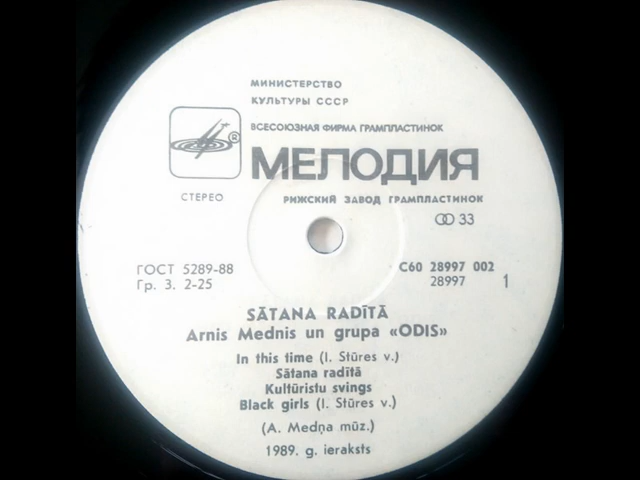 МИНИСТЕРСТВО
КУЛЬТУРЫ СССР
ВСЕСОЮЗНАЯ ФИРМА ГРАМПЛАСТИНОК
®
МЕЛОДИЯ
СТЕРЕО
РИЖСКИЙ ЗАВОД ГРАМПЛАСТИНОК
33
ГОСТ 5289-88
Гр. 3. 2-25
С60 28997 002
28997
1
SĀTANA RADĪTĀ
Arnis Mednis un grupa «ODIS»
In this time (I. Stūres v.)
Sātana radītā
Kultūristu svings
Black girls (I. Stūres v.)
(A. Medņa mūz.)
1989. g. ieraksts